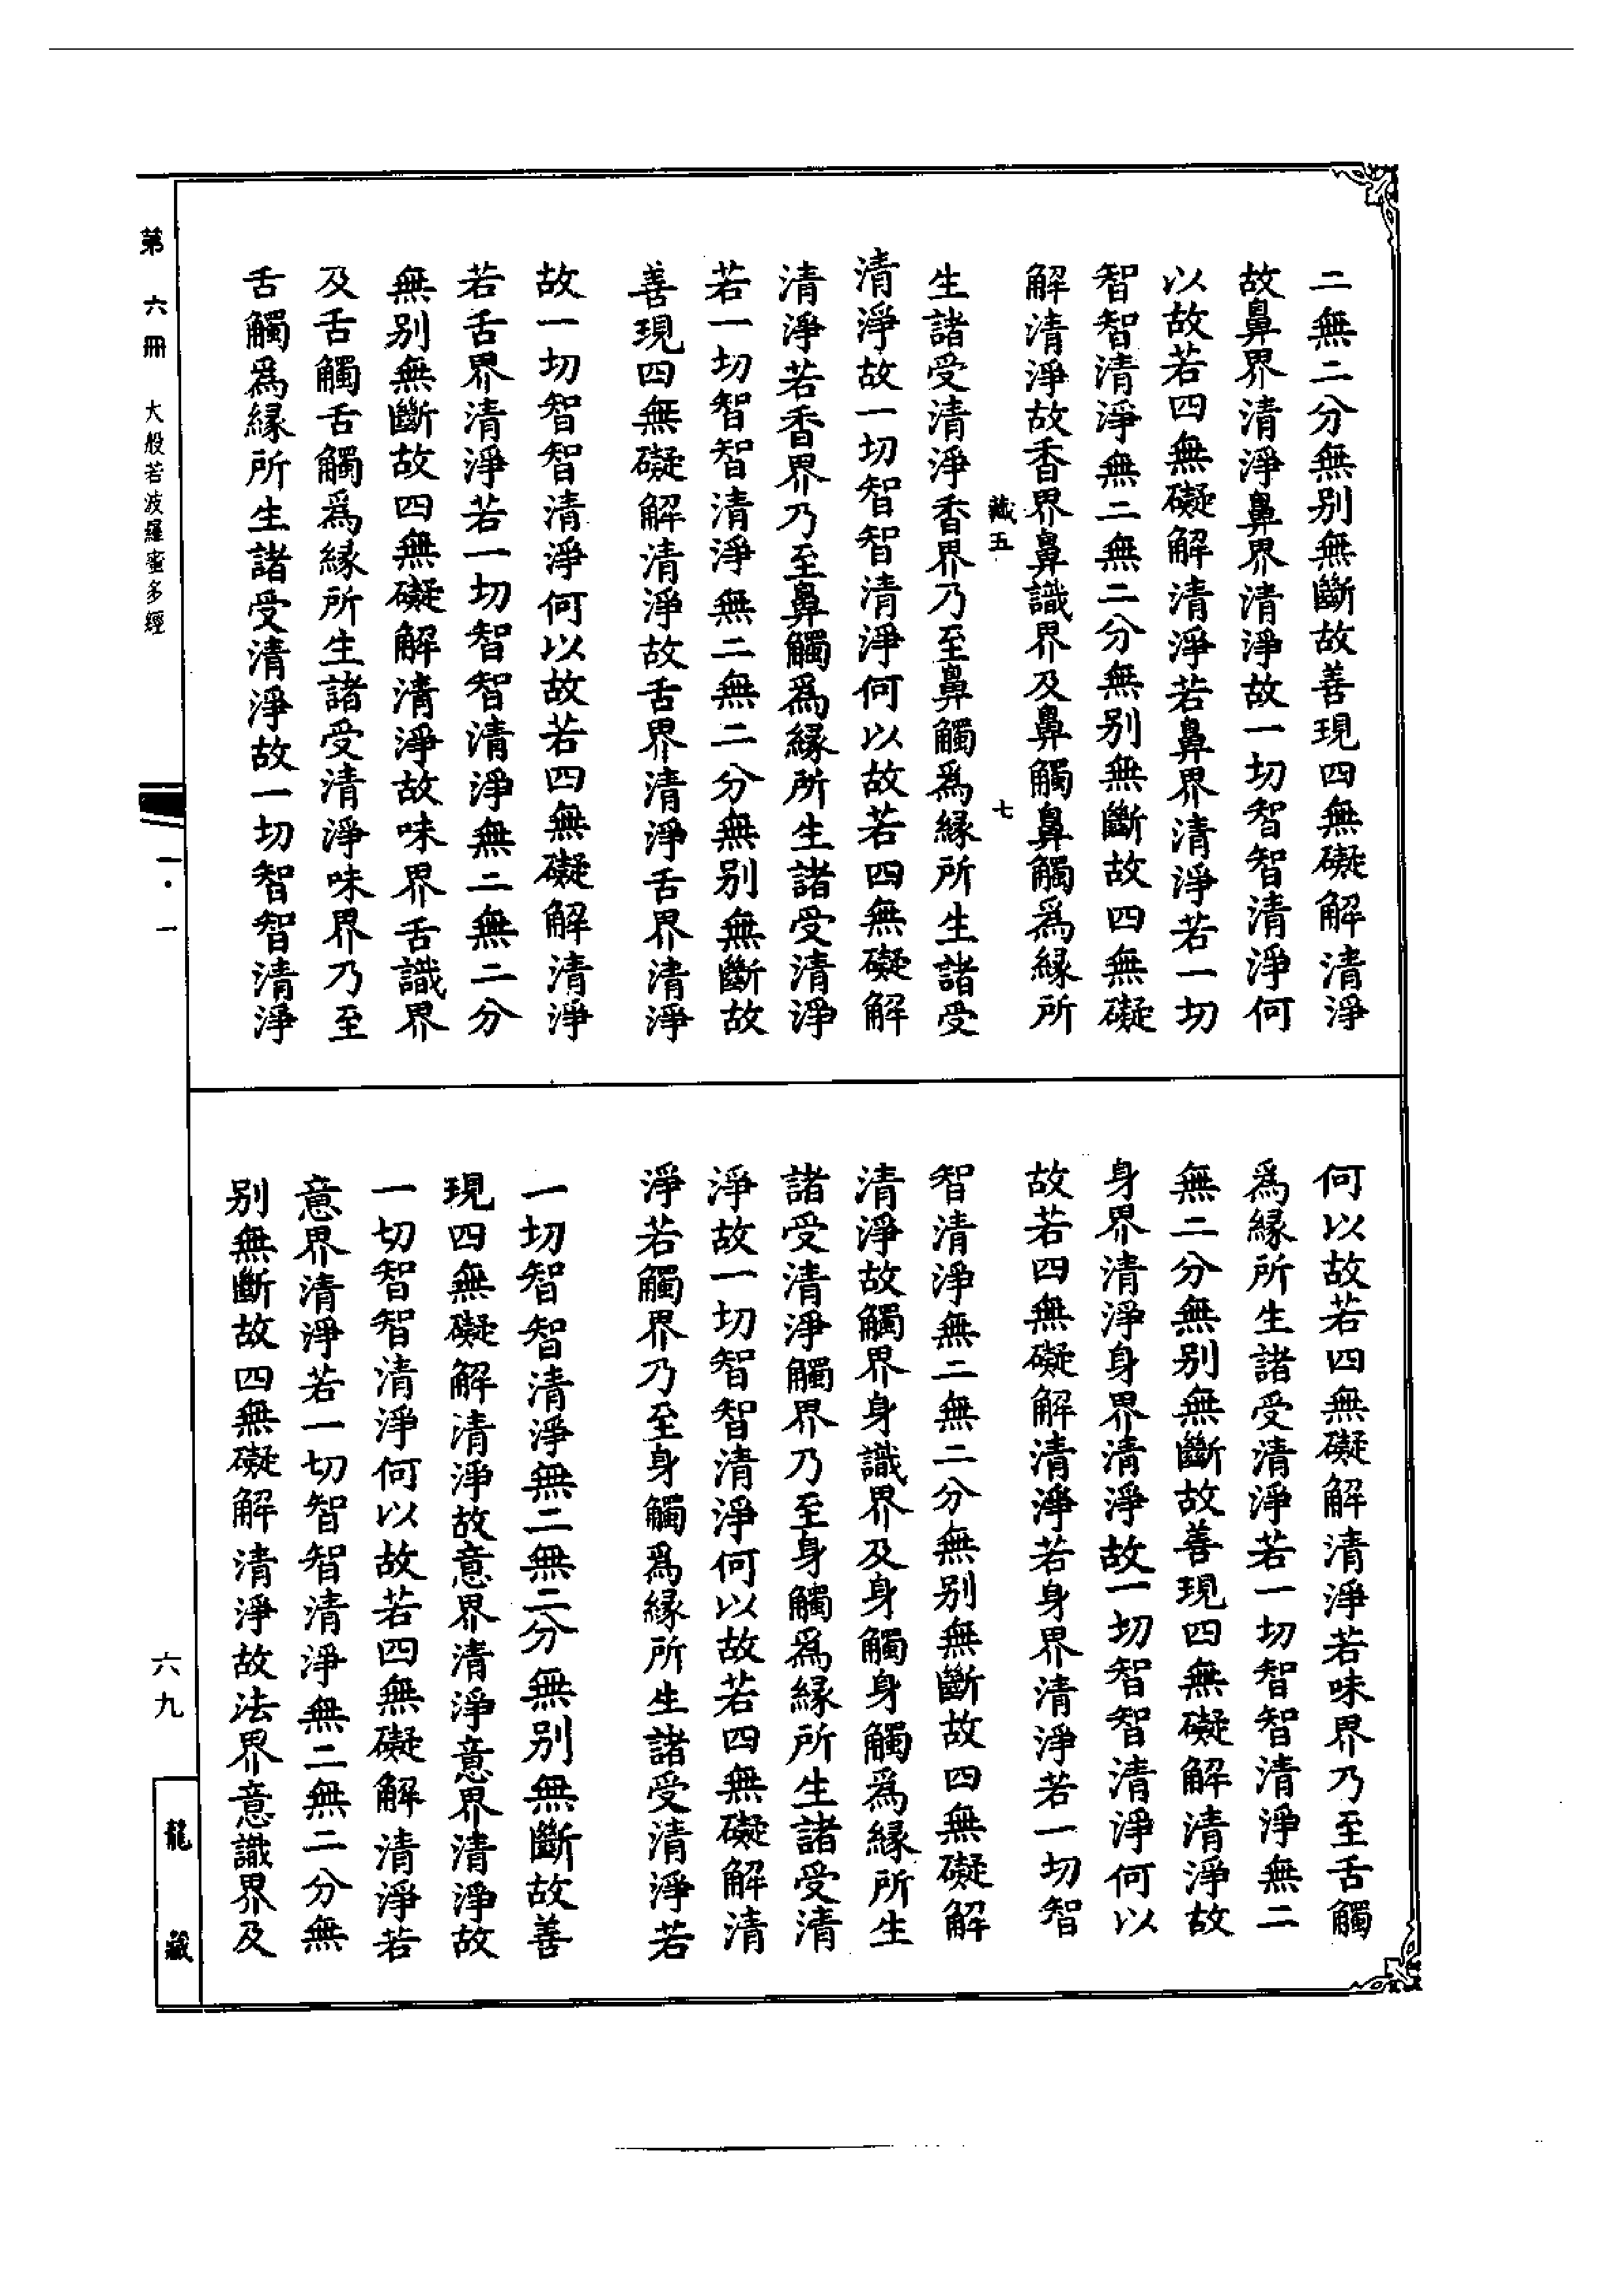 二無二分無别無斷故善現四無礙解清淨
故鼻界清淨鼻界清淨故一切智智清淨何
以故若四無礙解清淨若鼻界清淨若一切
智智清淨無二無二分無别無斷故四無礙
解清淨故香界鼻識界及鼻觸鼻觸爲緣所
藏五 七
生諸受清淨香界乃至鼻觸爲緣所生諸受
清淨故一切智智清淨何以故若四無礙解
清淨若香界乃至鼻觸爲緣所生諸受清淨
若一切智智清淨無二無二分無别無斷故
善現四無礙解清淨故舌界清淨舌界清淨
故一切智智清淨何以故若四無礙解清淨
若舌界清淨若一切智智清淨無二無二分
無别無斷故四無礙解清淨故味界舌識界
及舌觸舌觸爲緣所生諸受清淨味界乃至
舌觸爲緣所生諸受清淨故一切智智清淨
何以故若四無礙解清淨若味界乃至舌觸
爲緣所生諸受清淨若一切智智清淨無二
無二分無别無斷故善現四無礙解清淨故
身界清淨身界清淨故一切智智清淨何以
故若四無礙解清淨若身界清淨若一切智
智清淨無二無二分無别無斷故四無礙解
清淨故觸界身識界及身觸身觸爲緣所生
諸受清淨觸界乃至身觸爲緣所生諸受清
淨故一切智智清淨何以故若四無礙解清
淨若觸界乃至身觸爲緣所生諸受清淨若
一切智智清淨無二無二分無别無斷故善
現四無礙解清淨故意界清淨意界清淨故
一切智智清淨何以故若四無礙解清淨若
意界清淨若一切智智清淨無二無二分無
别無斷故四無礙解清淨故法界意識界及
第六冊 大般若波羅蜜多經 一·一 六九 龍藏